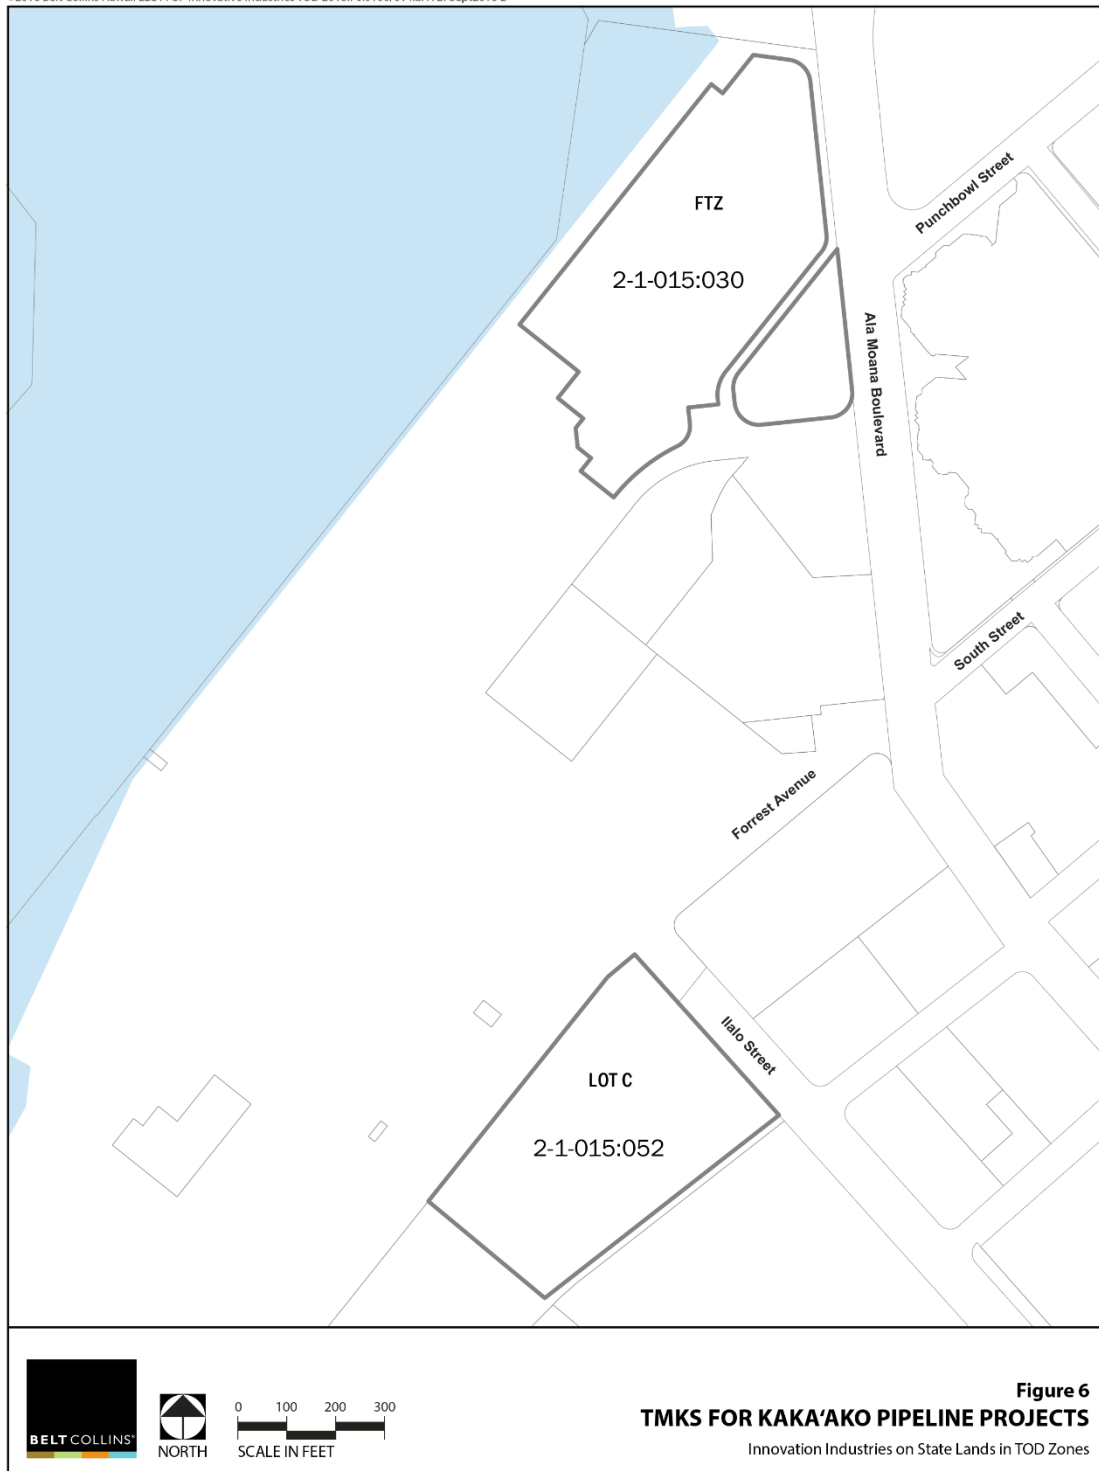 FTZ
2-1-015:030
Punchbowl Street
Ala Moana Boulevard
South Street
Forrest Avenue
Ilalo Street
LOT C
2-1-015:052
BELT COLLINS®
NORTH
0 100 200 300
SCALE IN FEET
Figure 6
TMKS FOR KAKAʻAKO PIPELINE PROJECTS
Innovation Industries on State Lands in TOD Zones